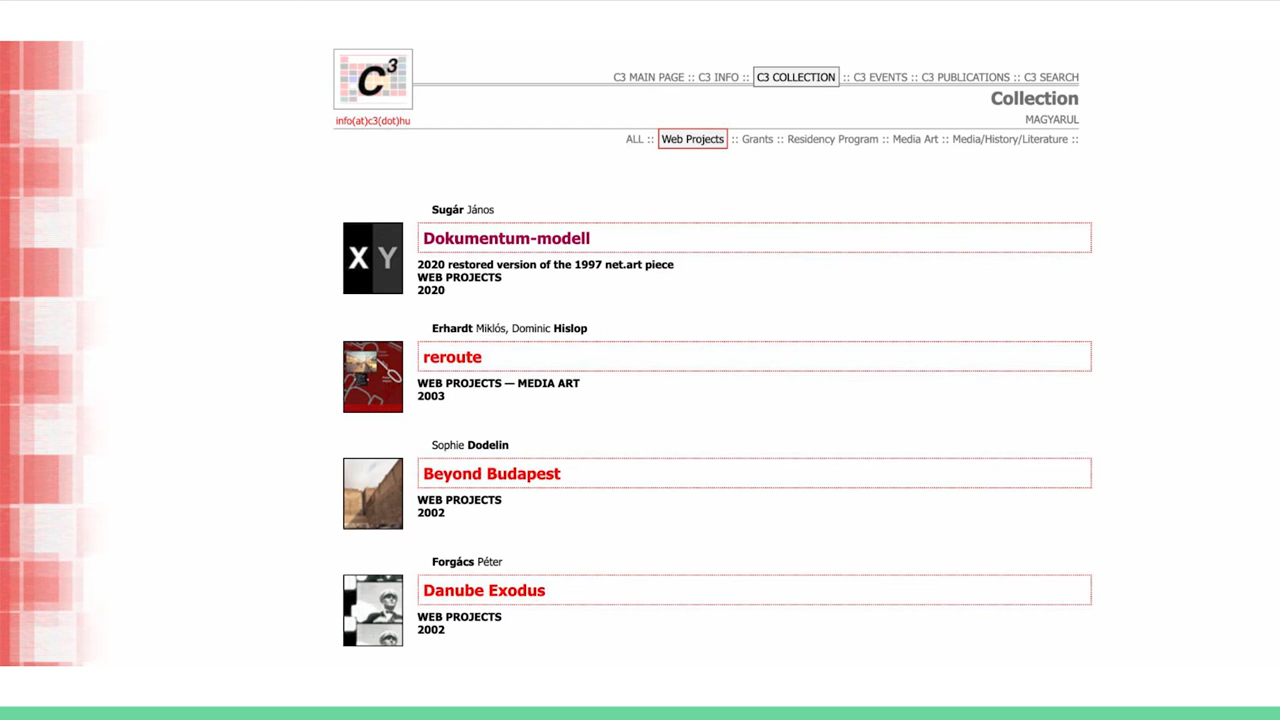 C3
C3 MAIN PAGE :: C3 INFO :: C3 COLLECTION :: C3 EVENTS :: C3 PUBLICATIONS :: C3 SEARCH
Collection
info(at)c3(dot)hu
MAGYARUL
ALL :: Web Projects :: Grants :: Residency Program :: Media Art :: Media/History/Literature ::
Sugár János
X Y
Dokumentum-modell
2020 restored version of the 1997 net.art piece
WEB PROJECTS
2020
Erhardt Miklós, Dominic Hislop
reroute
WEB PROJECTS — MEDIA ART
2003
Sophie Dodelin
Beyond Budapest
WEB PROJECTS
2002
Forgács Péter
Danube Exodus
WEB PROJECTS
2002